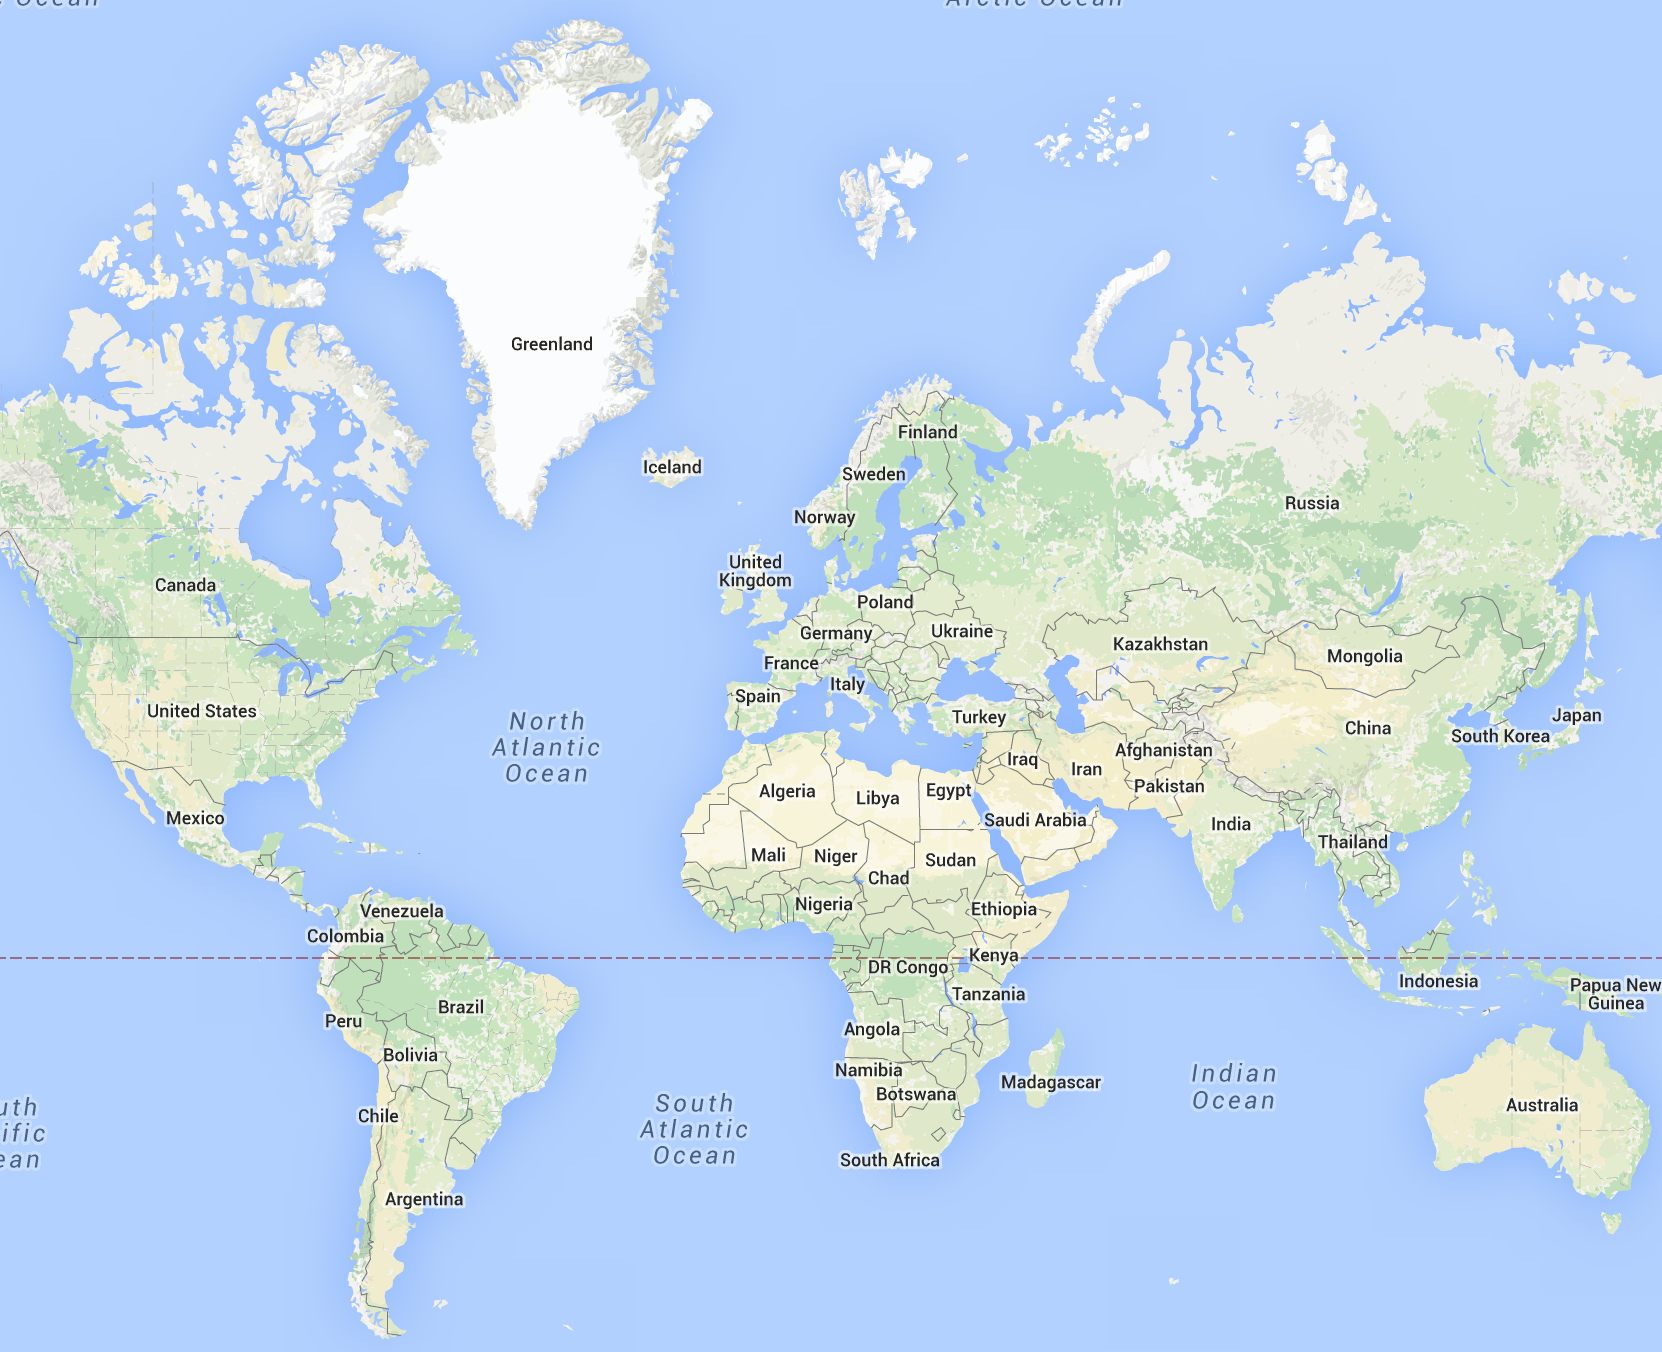 Ocean
Arctic Ocean
Greenland
Finland
Iceland
Sweden
Russia
Norway
United
Kingdom
Canada
Poland
Germany
Ukraine
Kazakhstan
Mongolia
France
Italy
Spain
United States
North
Atlantic
Ocean
Turkey
Japan
China
South Korea
Afghanistan
Iraq
Iran
Pakistan
Algeria
Libya
Egypt
Mexico
Saudi Arabia
India
Thailand
Mali
Niger
Sudan
Chad
Venezuela
Nigeria
Ethiopia
Colombia
Kenya
DR Congo
Indonesia
Papua New
Guinea
Tanzania
Brazil
Peru
Angola
Bolivia
Namibia
Madagascar
Indian
Ocean
Botswana
Chile
Australia
South
Atlantic
Ocean
uth
ific
ean
South Africa
Argentina